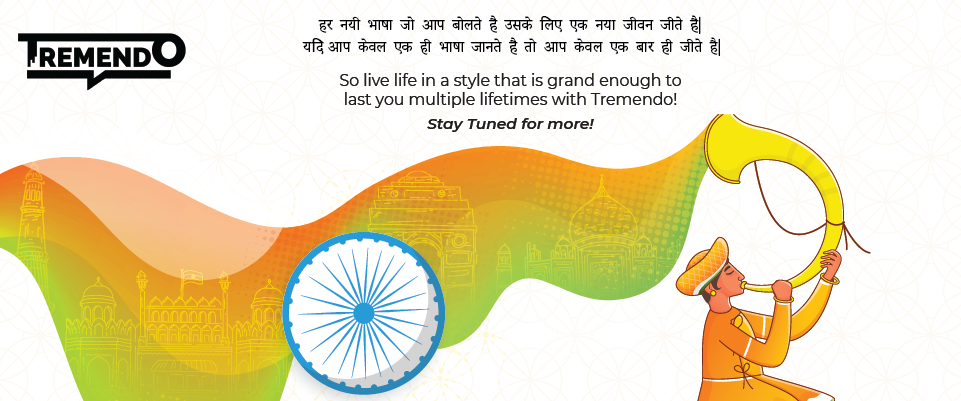 TREMENDO
हर नयी भाषा जो आप बोलते है उसके लिए एक नया जीवन जीते है|
यदि आप केवल एक ही भाषा जानते है तो आप केवल एक बार ही जीते है|
So live life in a style that is grand enough to
last you multiple lifetimes with Tremendo!
Stay Tuned for more!